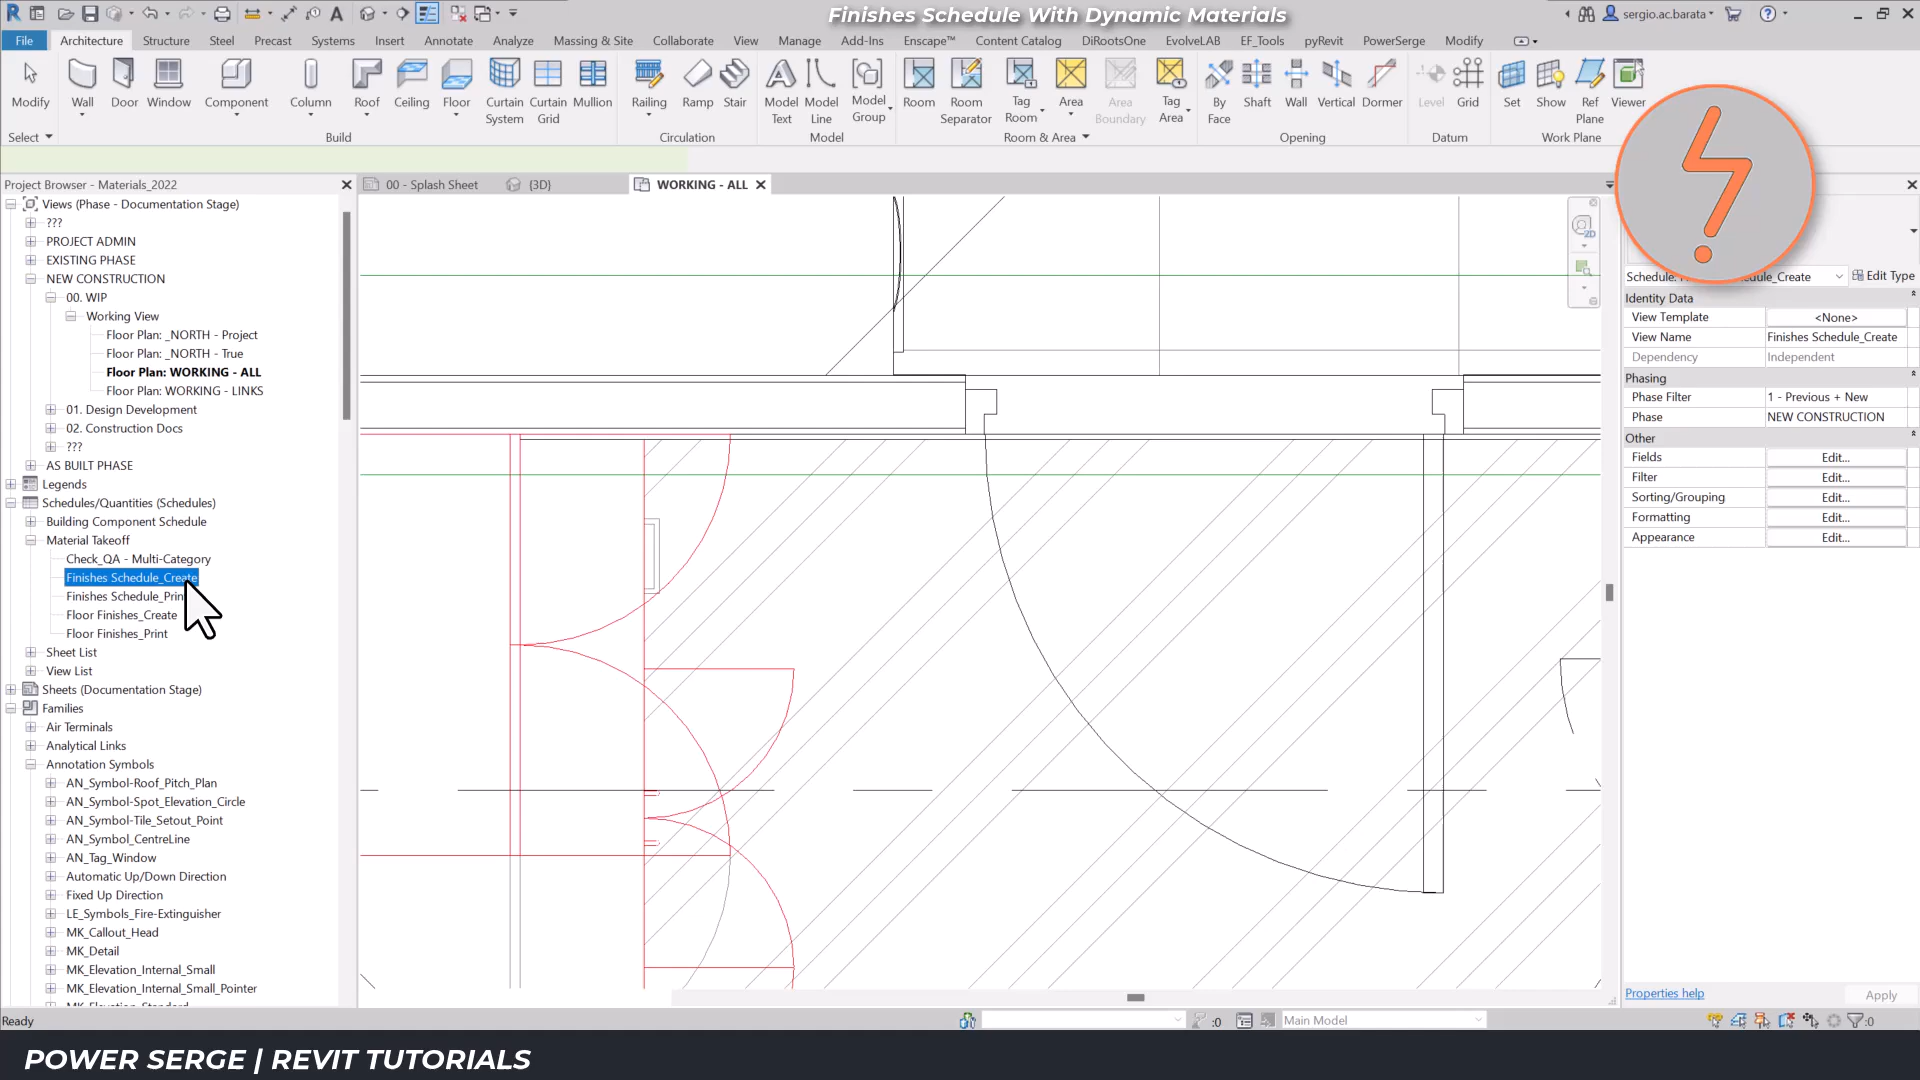 Finishes Schedule With Dynamic Materials
sergio.ac.barata
File Architecture Structure Steel Precast Systems Insert Annotate Analyze Massing & Site Collaborate View Manage Add-Ins Enscape™ Content Catalog DiRootsOne EvolveLAB EF_Tools pyRevit PowerSerge Modify
Modify Wall Door Window Component Column Roof Ceiling Floor Curtain System Curtain Grid Mullion Railing Ramp Stair Model Text Model Line Model Group Room Room Separator Tag Room Area Area Boundary Tag Area By Face Shaft Wall Vertical Dormer Level Grid Set Show Ref Plane Viewer
Select Build Circulation Model Room & Area Opening Datum Work Plane
Project Browser - Materials_2022
00 - Splash Sheet {3D} WORKING - ALL
Views (Phase - Documentation Stage)
???
PROJECT ADMIN
EXISTING PHASE
NEW CONSTRUCTION
00. WIP
Working View
Floor Plan: _NORTH - Project
Floor Plan: _NORTH - True
Floor Plan: WORKING - ALL
Floor Plan: WORKING - LINKS
01. Design Development
02. Construction Docs
???
AS BUILT PHASE
Legends
Schedules/Quantities (Schedules)
Building Component Schedule
Material Takeoff
Check_QA - Multi-Category
Finishes Schedule_Create
Finishes Schedule_Prin
Floor Finishes_Create
Floor Finishes_Print
Sheet List
View List
Sheets (Documentation Stage)
Families
Air Terminals
Analytical Links
Annotation Symbols
AN_Symbol-Roof_Pitch_Plan
AN_Symbol-Spot_Elevation_Circle
AN_Symbol-Tile_Setout_Point
AN_Symbol_CentreLine
AN_Tag_Window
Automatic Up/Down Direction
Fixed Up Direction
LE_Symbols_Fire-Extinguisher
MK_Callout_Head
MK_Detail
MK_Elevation_Internal_Small
MK_Elevation_Internal_Small_Pointer
2D
Schedule: dule_Create Edit Type
Identity Data
View Template <None>
View Name Finishes Schedule_Create
Dependency Independent
Phasing
Phase Filter 1 - Previous + New
Phase NEW CONSTRUCTION
Other
Fields Edit...
Filter Edit...
Sorting/Grouping Edit...
Formatting Edit...
Appearance Edit...
Properties help Apply
Ready :0 Main Model :0
POWER SERGE | REVIT TUTORIALS